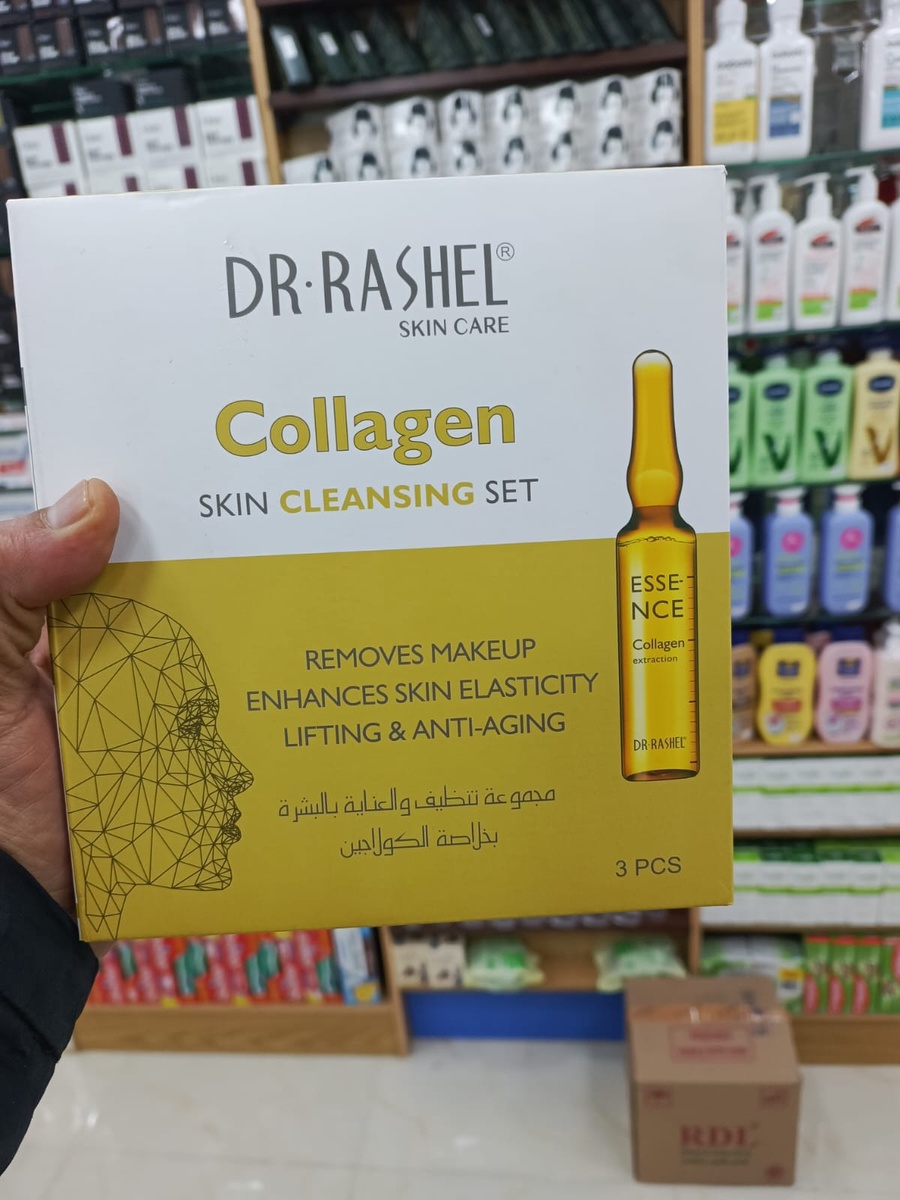 DR·RASHEL®
SKIN CARE
Collagen
SKIN CLEANSING SET
ESSE-
NCE
Collagen
extraction
DR·RASHEL®
REMOVES MAKEUP
ENHANCES SKIN ELASTICITY
LIFTING & ANTI-AGING
مجموعة تنظيف والعناية بالبشرة
بخلاصة الكولاجين
3 PCS
RDL